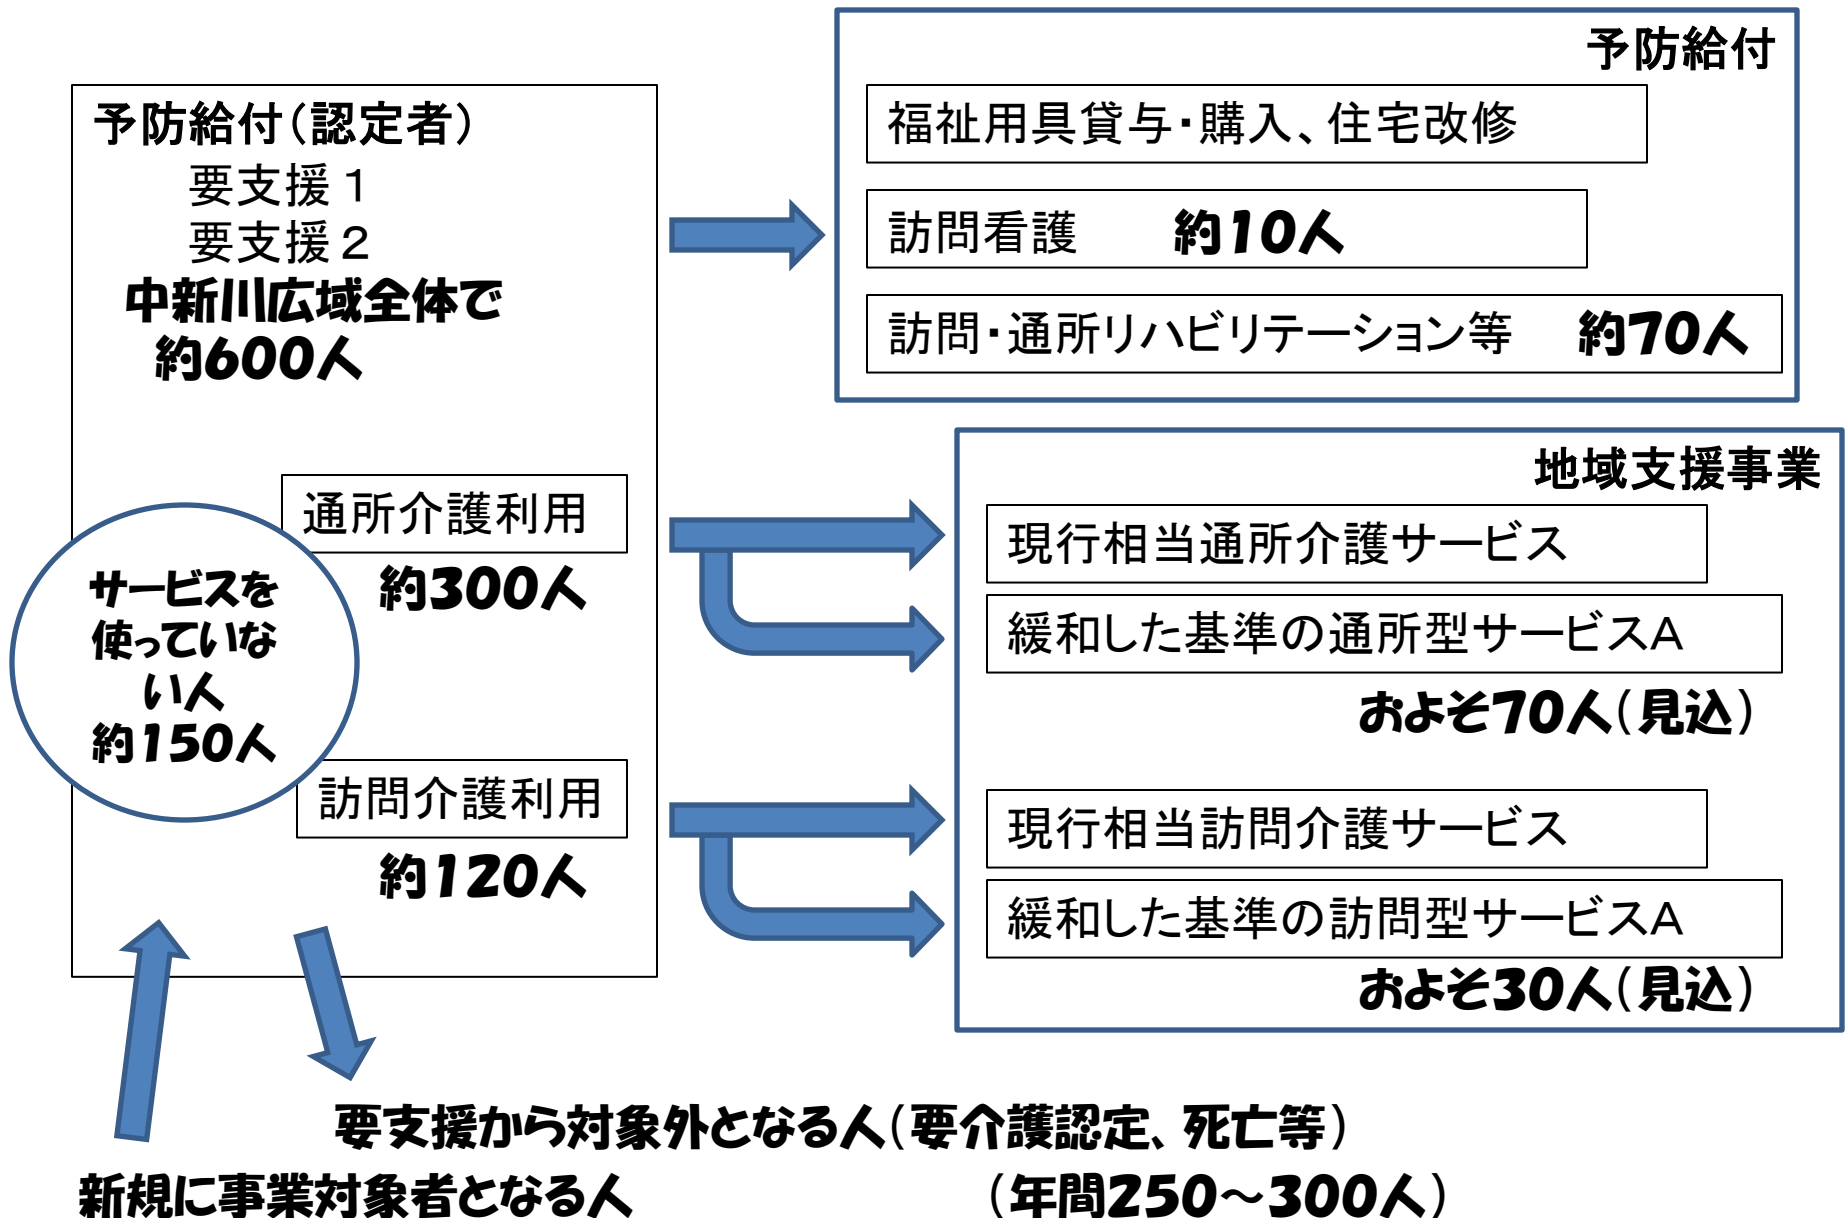 予防給付（認定者）
要支援１
要支援２
中新川広域全体で
約600人
通所介護利用
約300人
サービスを
使っていな
い人
約150人
訪問介護利用
約120人
予防給付
福祉用具貸与・購入、住宅改修
訪問看護　約10人
訪問・通所リハビリテーション等　約70人
地域支援事業
現行相当通所介護サービス
緩和した基準の通所型サービスA
およそ70人（見込）
現行相当訪問介護サービス
緩和した基準の訪問型サービスA
およそ30人（見込）
要支援から対象外となる人（要介護認定、死亡等）
新規に事業対象者となる人　（年間250～300人）